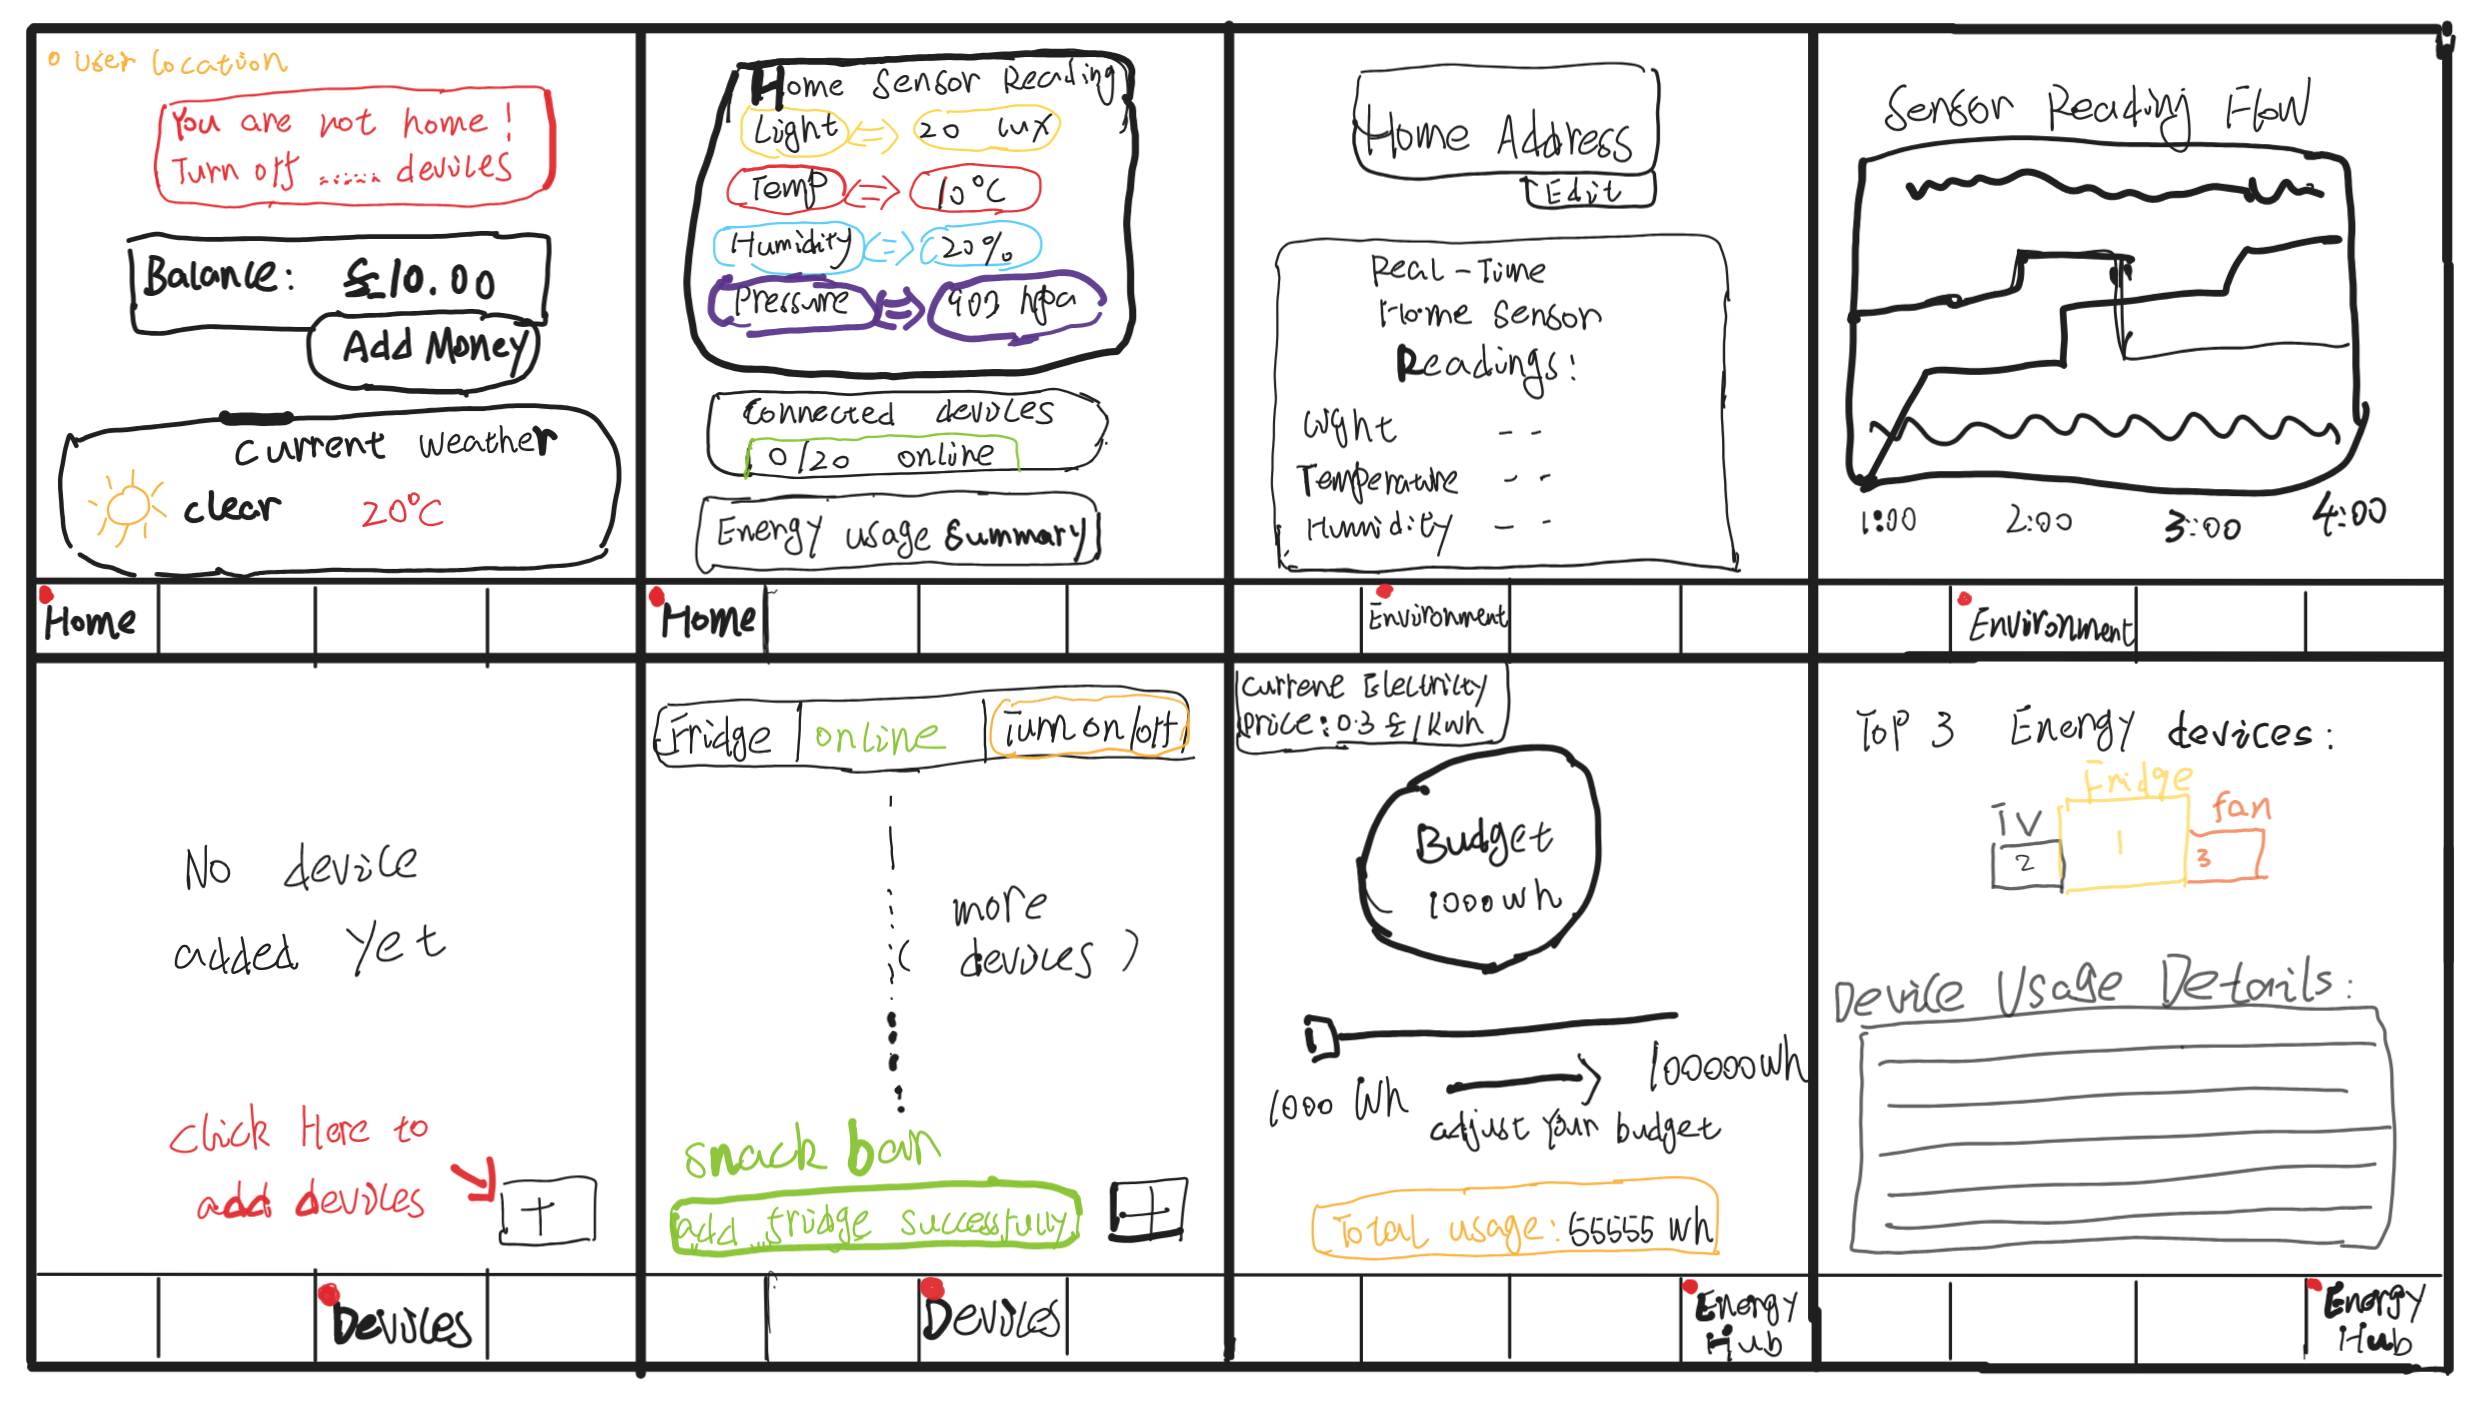 user location
You are not home!
Turn off ...... devices
Balance: £10.00
Add Money
Current weather
clear 20°C
Home
Home Sensor Reading
Light => 20 lux
Temp => 10°C
Humidity => 20%
Pressure => 900 hpa
Connected devices
0/20 online
Energy usage summary
Home
Home Address
Edit
Real-Time
Home Sensor
Readings:
Light --
Temperature --
Humidity --
Environment
Sensor Reading Flow
1:00 2:00 3:00 4:00
Environment
No device
added yet
click Here to
add devices
+
Devices
Fridge online Turn on/off
more
(devices)
snack bar
add fridge successfully
+
Devices
Current Electricity
price: 0.3 £/kwh
Budget
1000wh
1000 Wh 100000wh
adjust your budget
Total usage: 55555 wh
Energy
Hub
Top 3 Energy devices:
Fridge
TV fan
2 1 3
Device Usage Details:
Energy
Hub